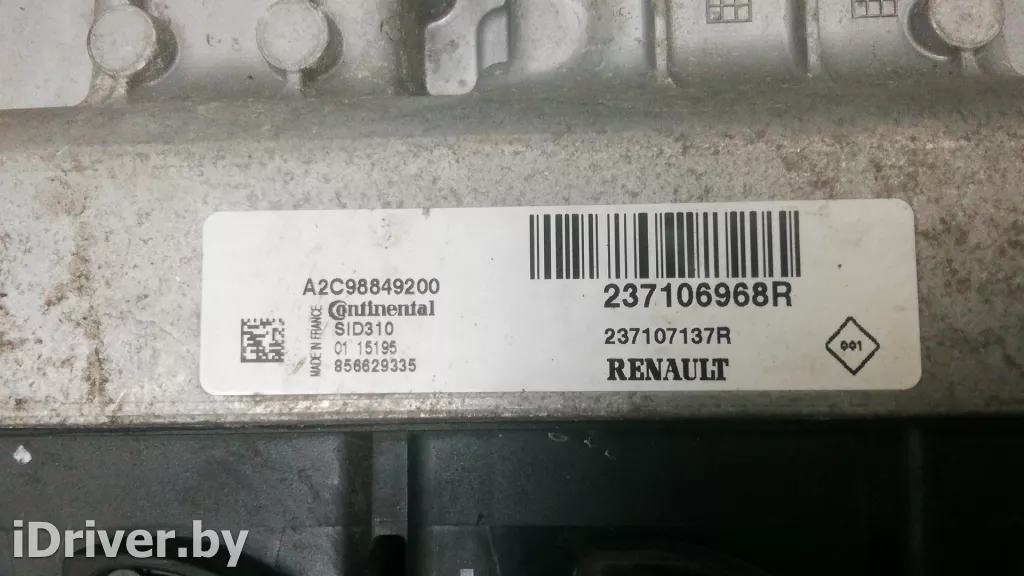 A2C98849200
Continental
SID310
01 15195
856629335
MADE IN FRANCE
237106968R
237107137R
RENAULT
001
iDriver.by